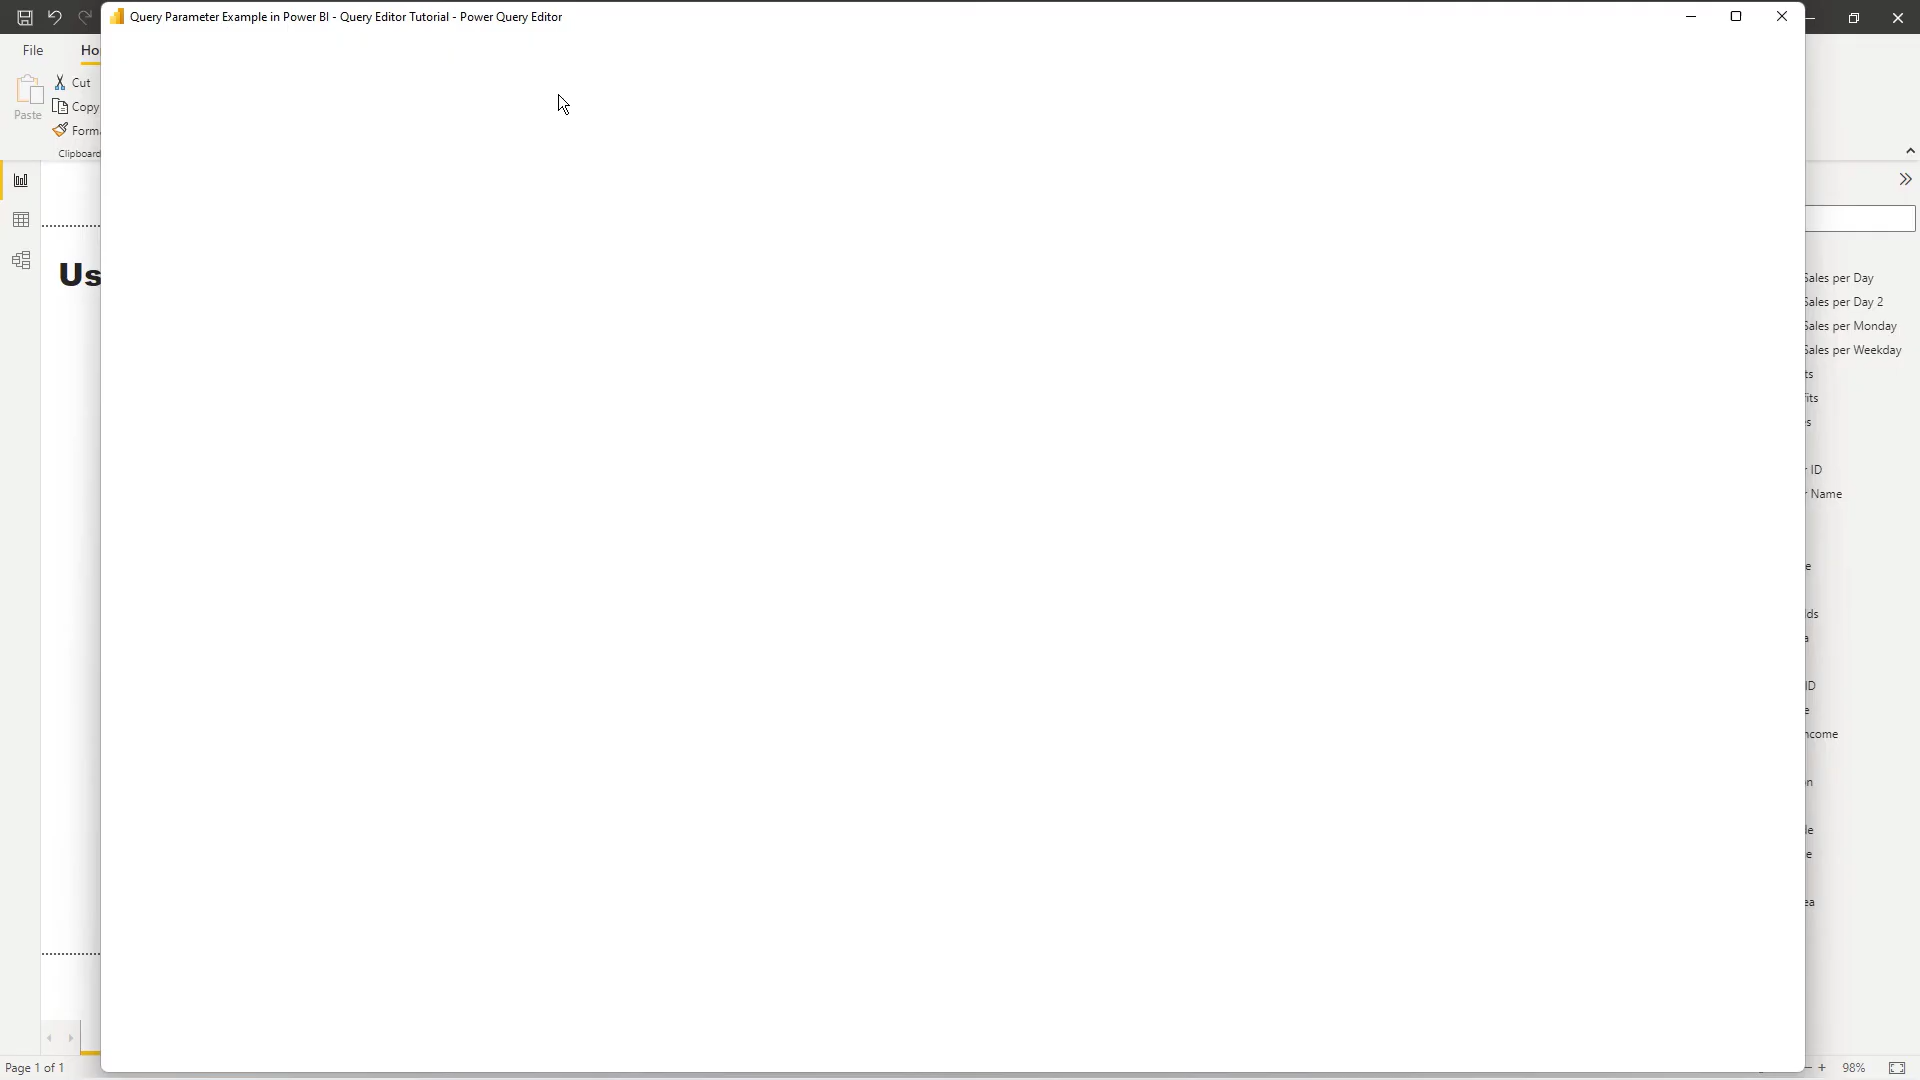 Query Parameter Example in Power BI - Query Editor Tutorial - Power Query Editor
File
Ho
Cut
Copy
Paste
Form
Clipboard
Us
Sales per Day
Sales per Day 2
Sales per Monday
Sales per Weekday
ts
fits
s
ID
Name
e
lds
a
ID
e
ncome
n
de
e
ea
Page 1 of 1
98%